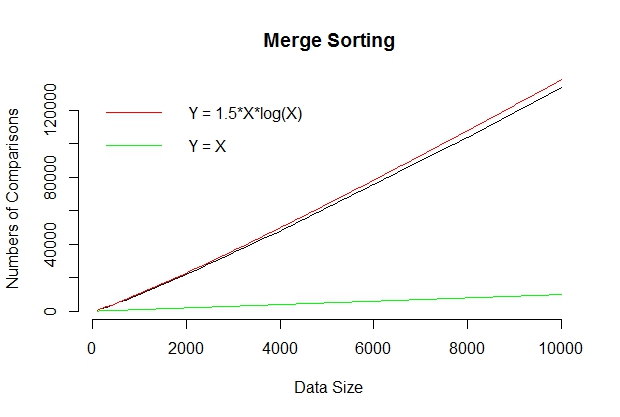 Merge Sorting
Numbers of Comparisons
120000
80000
40000
0
Y = 1.5*X*log(X)
Y = X
0 2000 4000 6000 8000 10000
Data Size